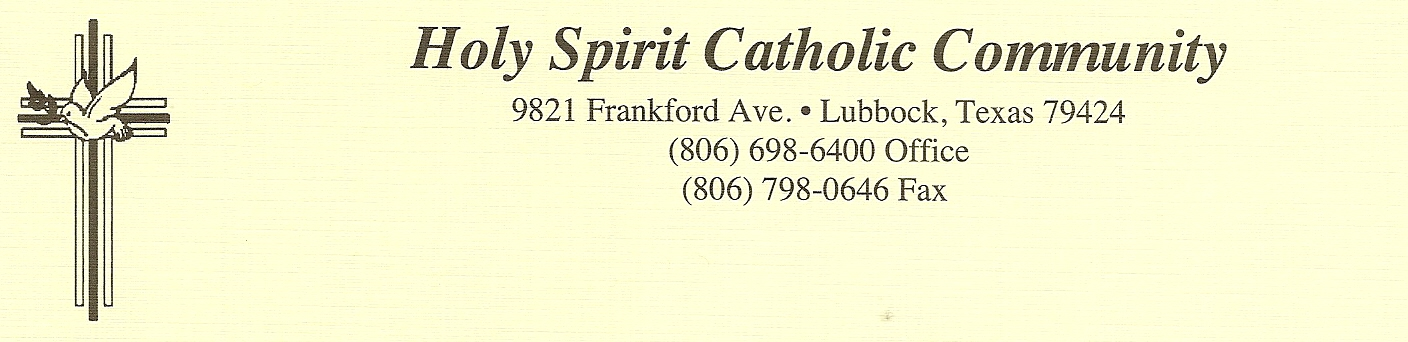 Holy Spirit Catholic Community
9821 Frankford Ave. • Lubbock, Texas 79424
(806) 698-6400 Office
(806) 798-0646 Fax